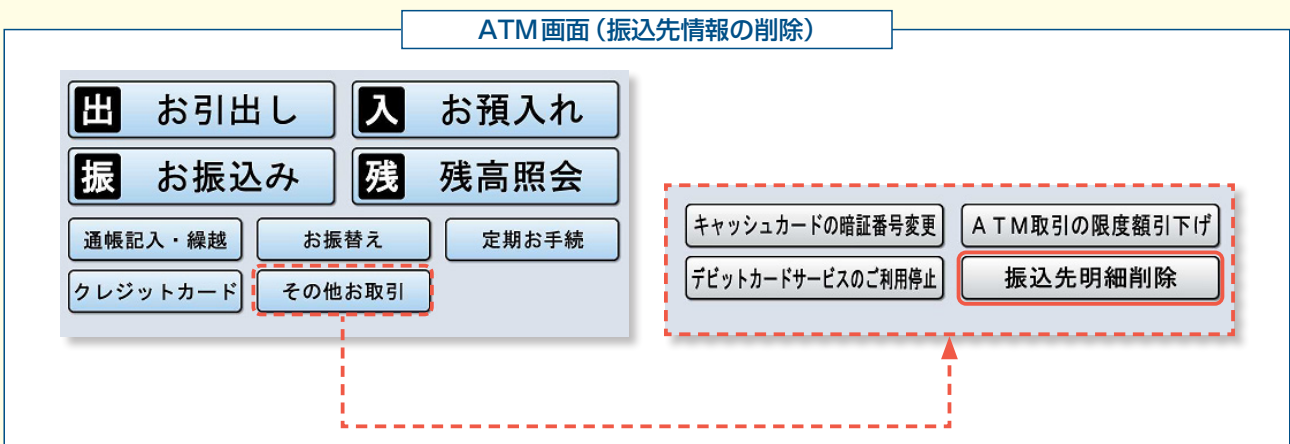 ATM画面（振込先情報の削除）
出 お引出し
入 お預入れ
振 お振込み
残 残高照会
通帳記入・繰越
お振替え
定期お手続
クレジットカード
その他お取引
キャッシュカードの暗証番号変更
ＡＴＭ取引の限度額引下げ
デビットカードサービスのご利用停止
振込先明細削除